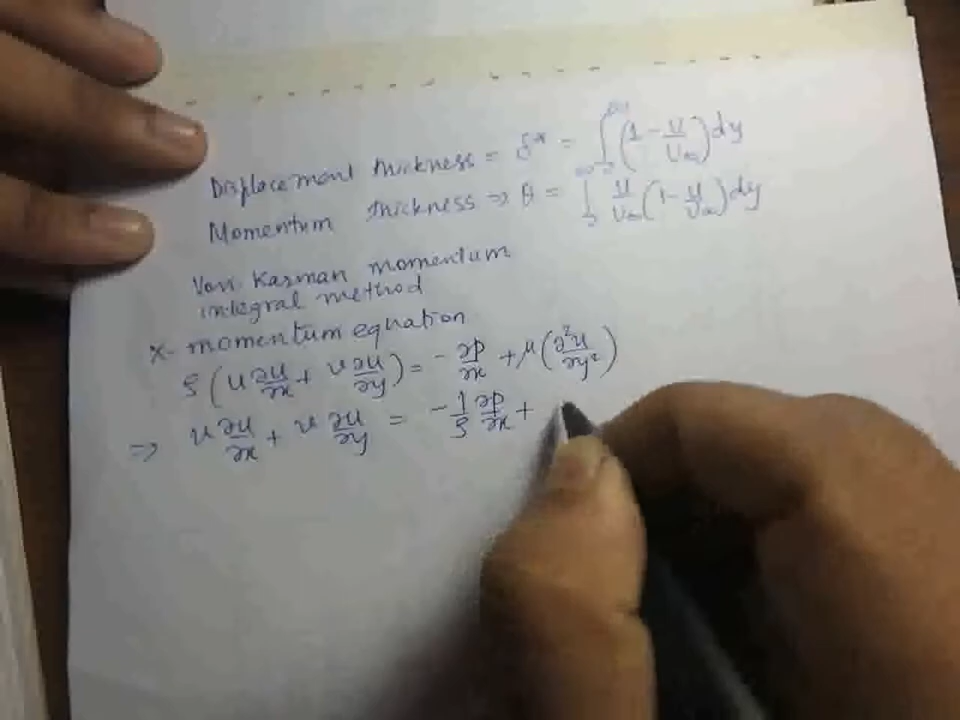 Displacement thickness = δ* = ∫₀^∞ (1 - u/U∞) dy
Momentum thickness ⇒ θ = ∫₀^∞ u/U∞ (1 - u/U∞) dy
Von Karman momentum
integral method
x- momentum equation
ρ (u ∂u/∂x + v ∂u/∂y) = - ∂p/∂x + μ (∂²u/∂y²)
⇒ u ∂u/∂x + v ∂u/∂y = - 1/ρ ∂p/∂x +